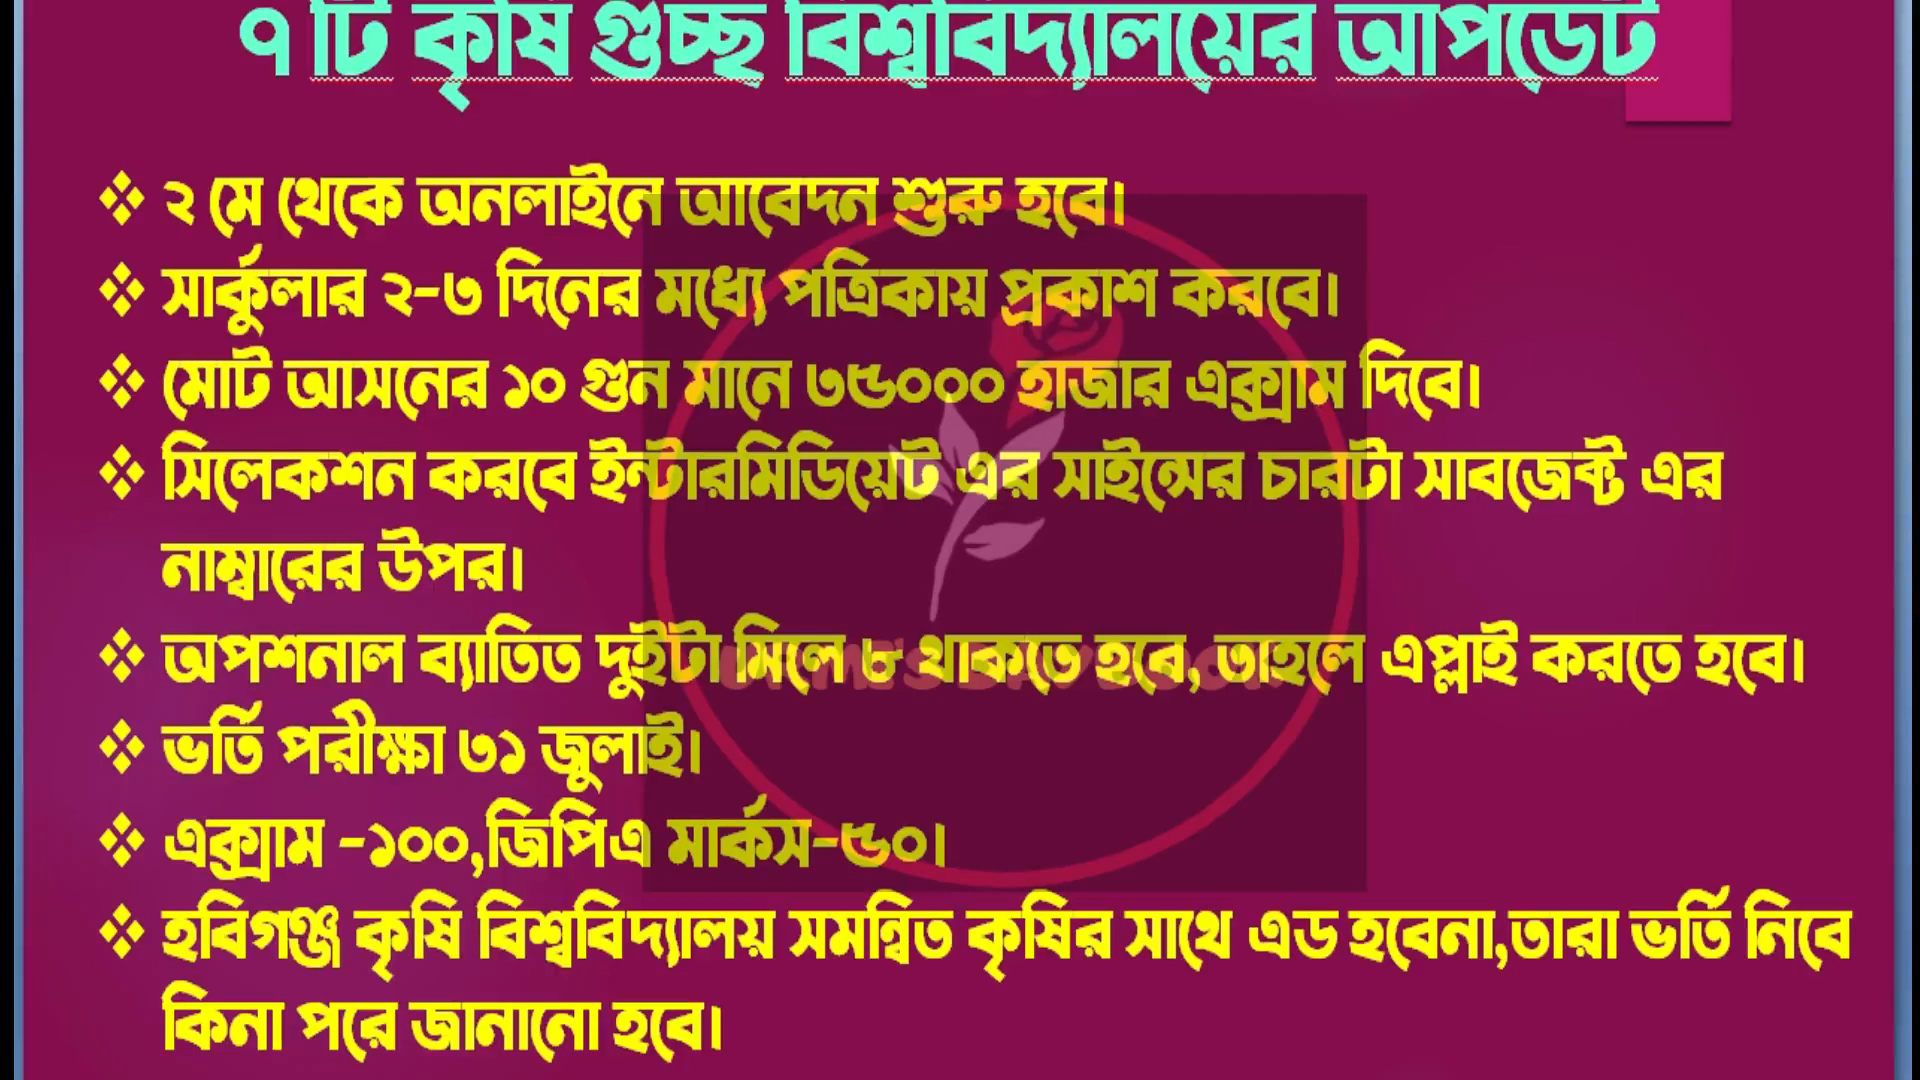 ৭ টি কৃষি গুচ্ছ বিশ্ববিদ্যালয়ের আপডেট
❖ ২ মে থেকে অনলাইনে আবেদন শুরু হবে।
❖ সার্কুলার ২-৩ দিনের মধ্যে পত্রিকায় প্রকাশ করবে।
❖ মোট আসনের ১০ গুন মানে ৩৫০০০ হাজার এক্সাম দিবে।
❖ সিলেকশন করবে ইন্টারমিডিয়েট এর সাইন্সের চারটা সাবজেক্ট এর
নাম্বারের উপর।
❖ অপশনাল ব্যাতিত দুইটা মিলে ৮ থাকতে হবে, তাহলে এপ্লাই করতে হবে।
❖ ভর্তি পরীক্ষা ৩১ জুলাই।
❖ এক্সাম -১০০,জিপিএ মার্কস-৫০।
❖ হবিগঞ্জ কৃষি বিশ্ববিদ্যালয় সমন্বিত কৃষির সাথে এড হবেনা,তারা ভর্তি নিবে
কিনা পরে জানানো হবে।